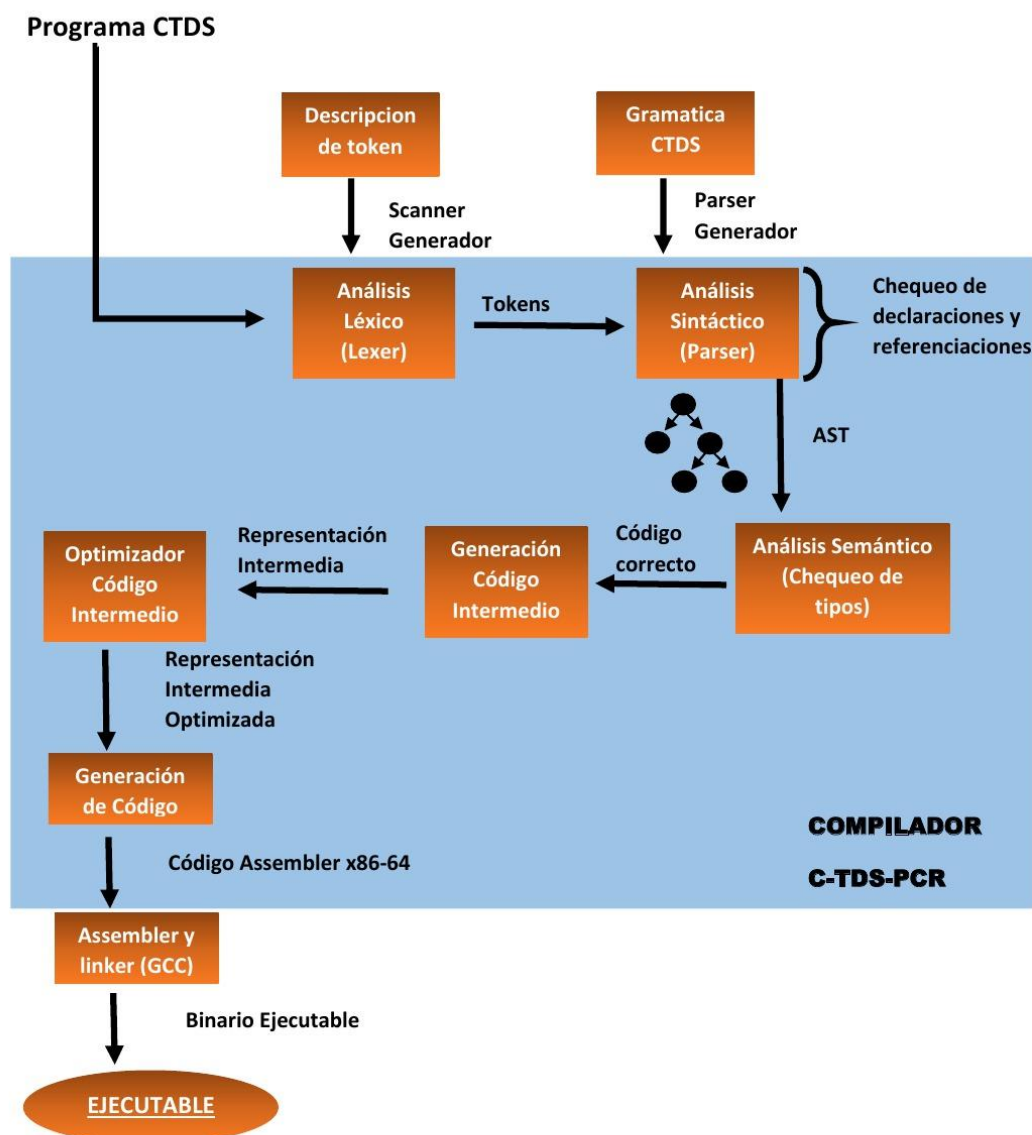 Programa CTDS
Descripcion
de token
Gramatica
CTDS
Scanner
Generador
Parser
Generador
Análisis
Léxico
(Lexer)
Tokens
Análisis
Sintáctico
(Parser)
Chequeo de
declaraciones y
referenciaciones
AST
Análisis Semántico
(Chequeo de
tipos)
Código
correcto
Generación
Código
Intermedio
Representación
Intermedia
Optimizador
Código
Intermedio
Representación
Intermedia
Optimizada
Generación
de Código
Código Assembler x86-64
COMPILADOR
C-TDS-PCR
Assembler y
linker (GCC)
Binario Ejecutable
EJECUTABLE